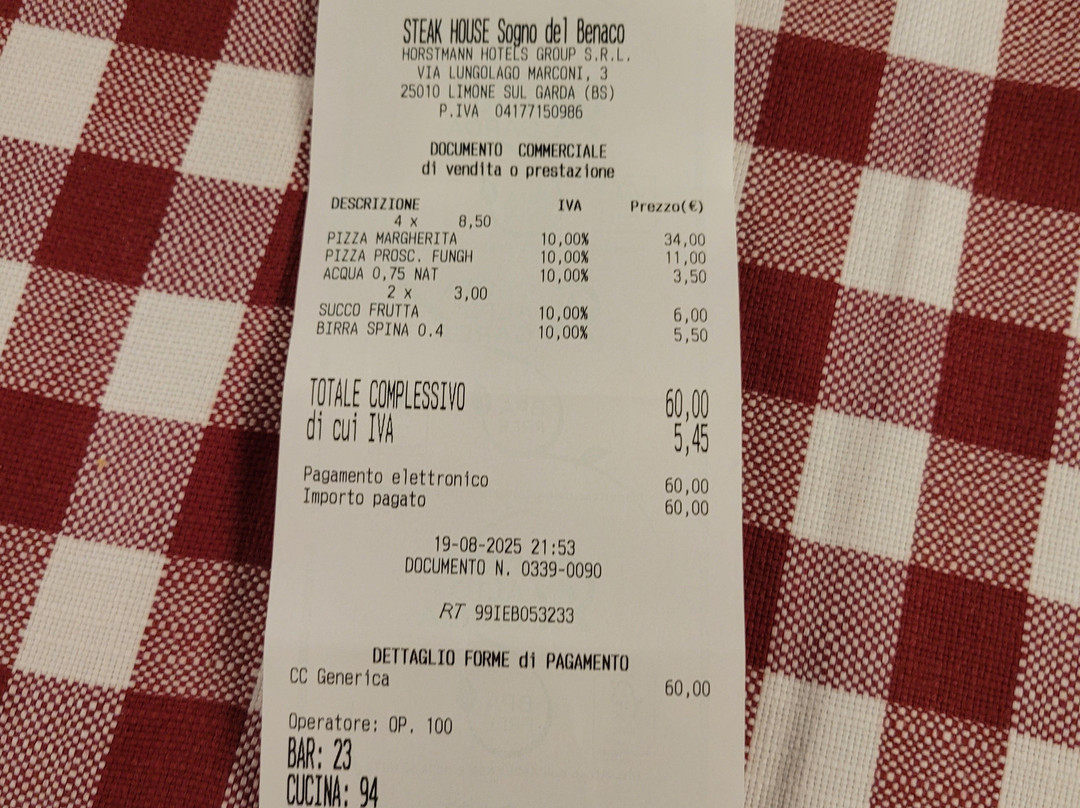 STEAK HOUSE Sogno del Benaco
HORSTMANN HOTELS GROUP S.R.L.
VIA LUNGOLAGO MARCONI, 3
25010 LIMONE SUL GARDA (BS)
P.IVA 04177150986
DOCUMENTO COMMERCIALE
di vendita o prestazione
DESCRIZIONE IVA Prezzo(€)
4 x 8,50
PIZZA MARGHERITA 10,00% 34,00
PIZZA PROSC. FUNGH 10,00% 11,00
ACQUA 0,75 NAT 10,00% 3,50
2 x 3,00
SUCCO FRUTTA 10,00% 6,00
BIRRA SPINA 0.4 10,00% 5,50
TOTALE COMPLESSIVO 60,00
di cui IVA 5,45
Pagamento elettronico 60,00
Importo pagato 60,00
19-08-2025 21:53
DOCUMENTO N. 0339-0090
RT 99IEB053233
DETTAGLIO FORME di PAGAMENTO
CC Generica 60,00
Operatore: OP. 100
BAR: 23
CUCINA: 94